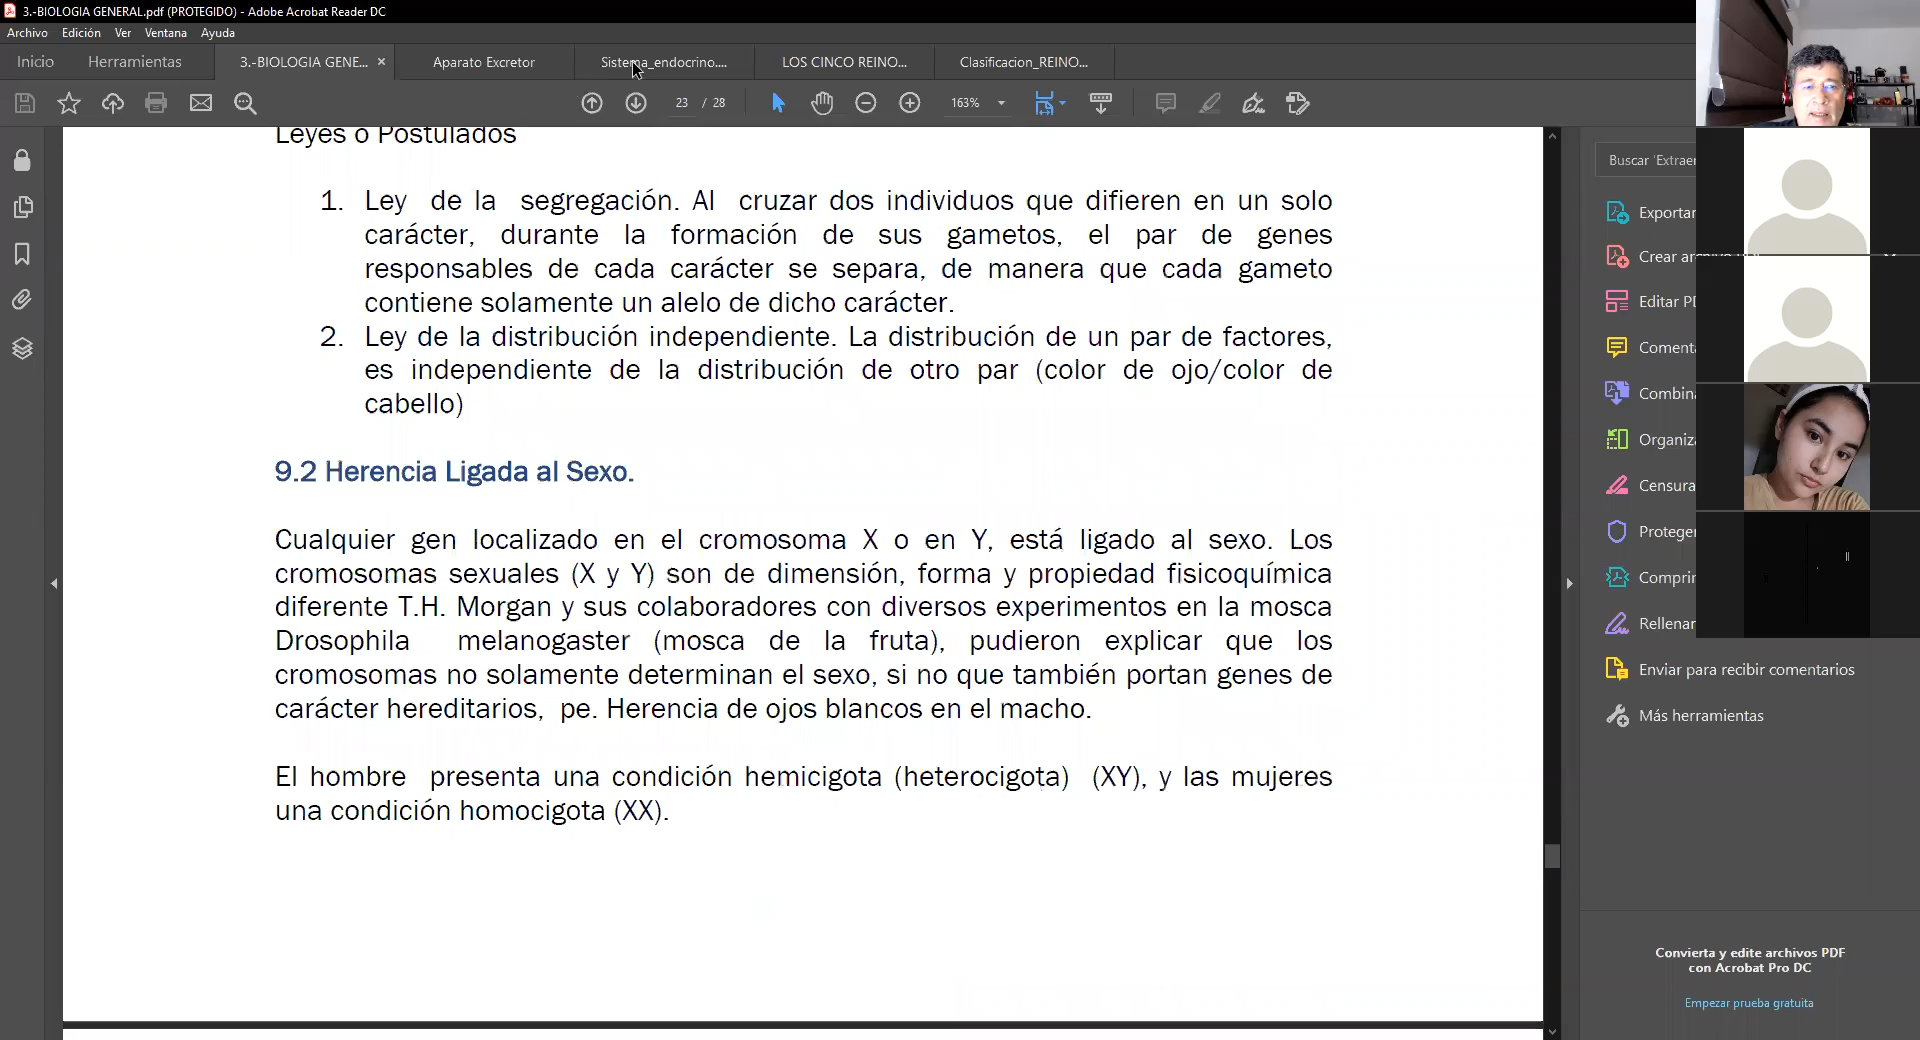 3.-BIOLOGIA GENERAL.pdf (PROTEGIDO) - Adobe Acrobat Reader DC
Archivo Edición Ver Ventana Ayuda
Inicio Herramientas 3.-BIOLOGIA GENE... × Aparato Excretor Sistema_endocrino.... LOS CINCO REINO... Clasificacion_REINO...
23 / 28 163%
Leyes o Postulados
1. Ley de la segregación. Al cruzar dos individuos que difieren en un solo
carácter, durante la formación de sus gametos, el par de genes
responsables de cada carácter se separa, de manera que cada gameto
contiene solamente un alelo de dicho carácter.
2. Ley de la distribución independiente. La distribución de un par de factores,
es independiente de la distribución de otro par (color de ojo/color de
cabello)
9.2 Herencia Ligada al Sexo.
Cualquier gen localizado en el cromosoma X o en Y, está ligado al sexo. Los
cromosomas sexuales (X y Y) son de dimensión, forma y propiedad fisicoquímica
diferente T.H. Morgan y sus colaboradores con diversos experimentos en la mosca
Drosophila melanogaster (mosca de la fruta), pudieron explicar que los
cromosomas no solamente determinan el sexo, si no que también portan genes de
carácter hereditarios, pe. Herencia de ojos blancos en el macho.
El hombre presenta una condición hemicigota (heterocigota) (XY), y las mujeres
una condición homocigota (XX).
Buscar 'Extraer
Exportar
Crear
Editar
Combina
Organiza
Censura
Proteger
Comprir
Rellenar
Enviar para recibir comentarios
Más herramientas
Convierta y edite archivos PDF
con Acrobat Pro DC
Empezar prueba gratuita